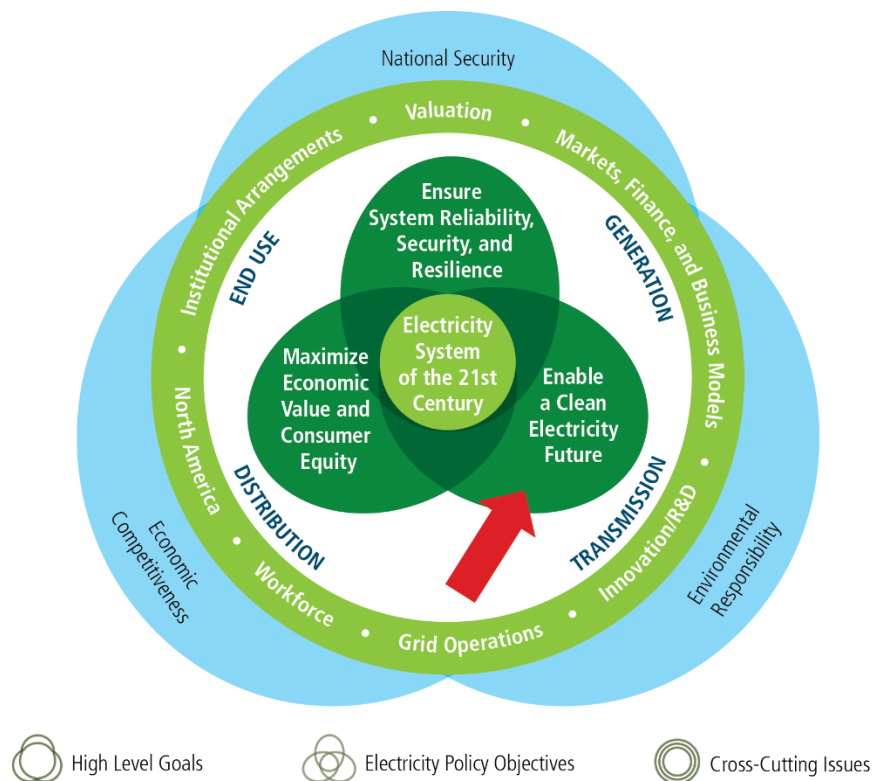 National Security
Institutional Arrangements • Valuation • Markets, Finance, and Business Models • Innovation/R&D • Grid Operations • Workforce • North America •
END USE
GENERATION
Ensure
System Reliability,
Security, and
Resilience
Electricity
System
of the 21st
Century
Maximize
Economic
Value and
Consumer
Equity
Enable
a Clean
Electricity
Future
DISTRIBUTION
TRANSMISSION
Economic
Competitiveness
Environmental
Responsibility
High Level Goals
Electricity Policy Objectives
Cross-Cutting Issues